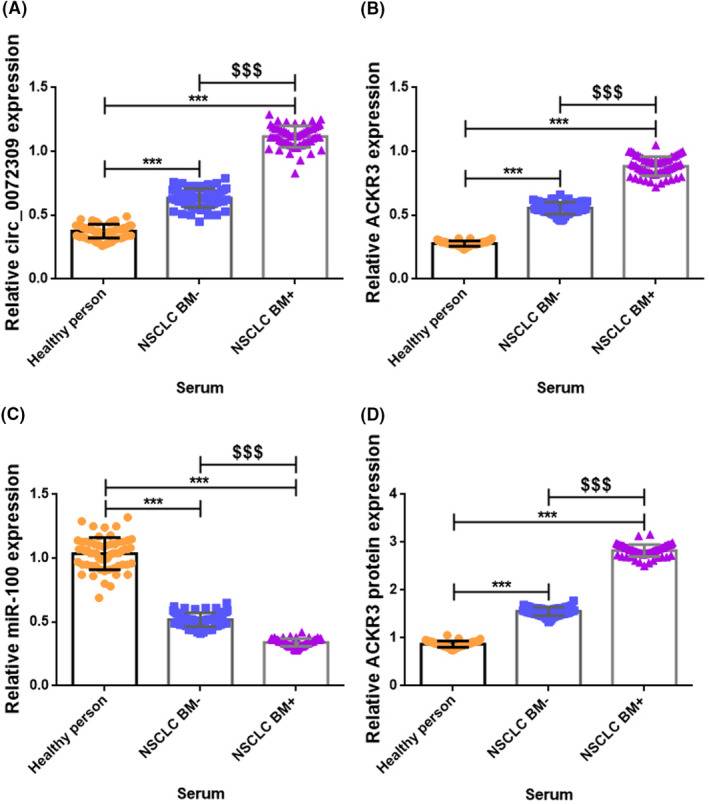 (A)
Relative circ_0072309 expression
1.5
1.0
0.5
0.0
$$$
***
***
Healthy person
NSCLC BM-
NSCLC BM+
Serum
(B)
Relative ACKR3 expression
1.5
1.0
0.5
0.0
$$$
***
***
Healthy person
NSCLC BM-
NSCLC BM+
Serum
(C)
Relative miR-100 expression
1.5
1.0
0.5
0.0
$$$
***
***
Healthy person
NSCLC BM-
NSCLC BM+
Serum
(D)
Relative ACKR3 protein expression
4
3
2
1
0
$$$
***
***
Healthy person
NSCLC BM-
NSCLC BM+
Serum